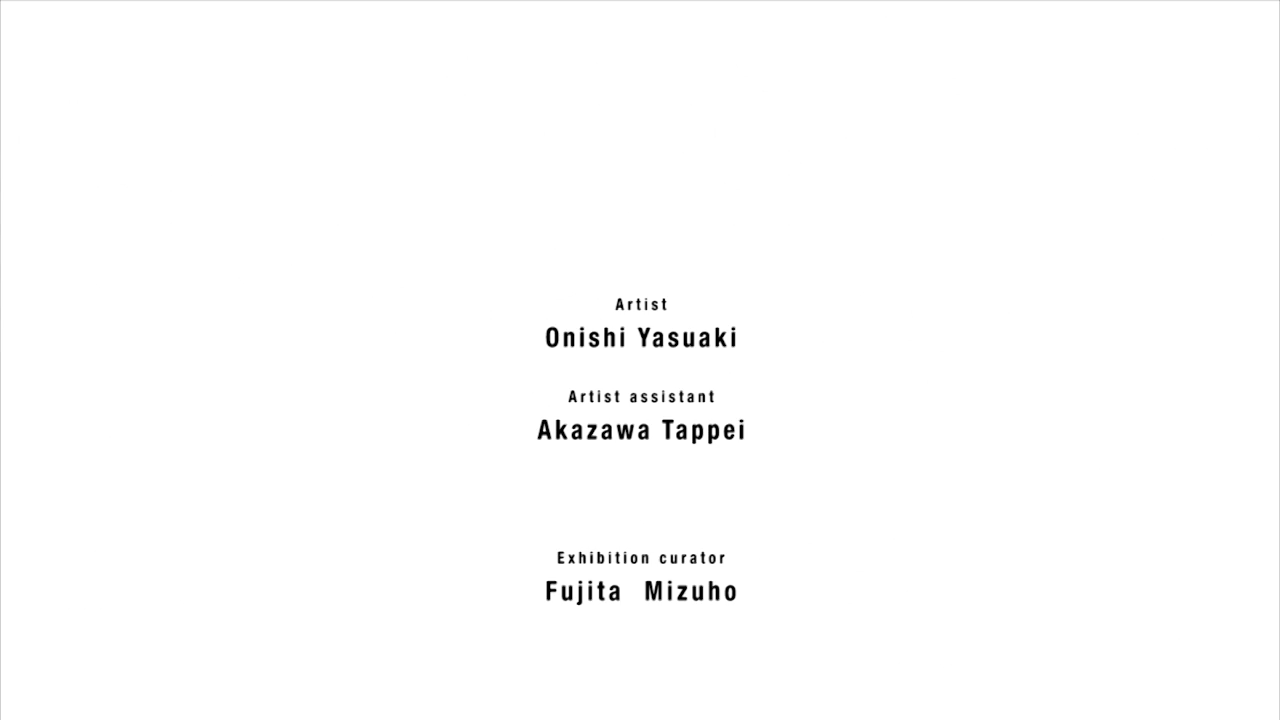 Artist
Onishi Yasuaki
Artist assistant
Akazawa Tappei
Exhibition curator
Fujita Mizuho